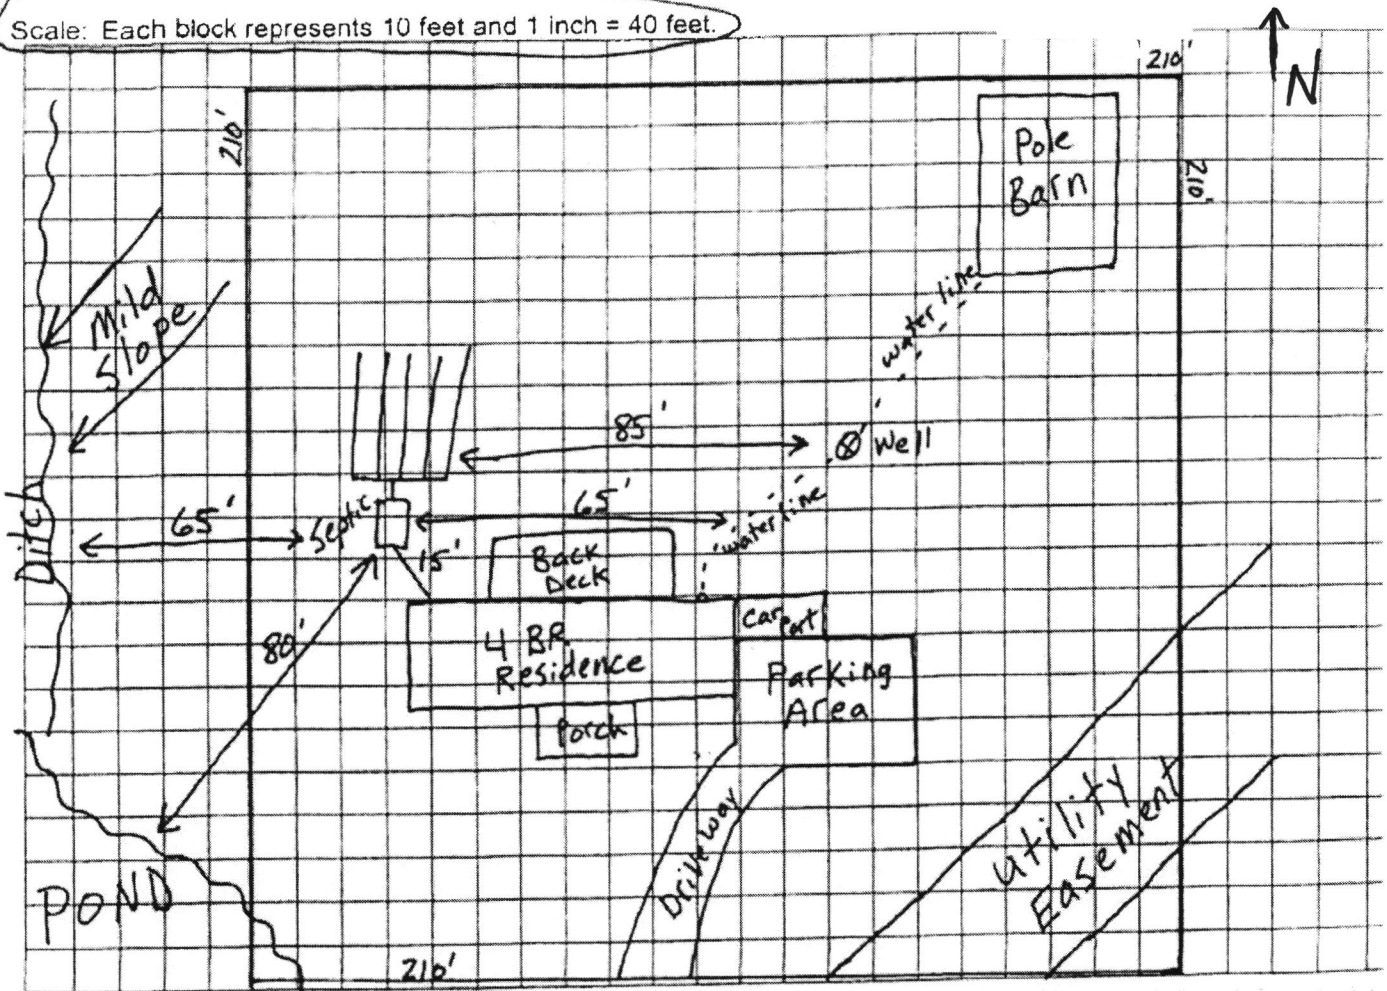 Scale: Each block represents 10 feet and 1 inch = 40 feet.
210'
N
210'
Pole
Barn
210'
Mild
Slope
water line
85'
Well
65'
Septic
65'
water line
Ditch
15'
Back
Deck
80'
4 BR
Residence
Carport
Parking
Area
Porch
Driveway
Utility
Easement
POND
210'